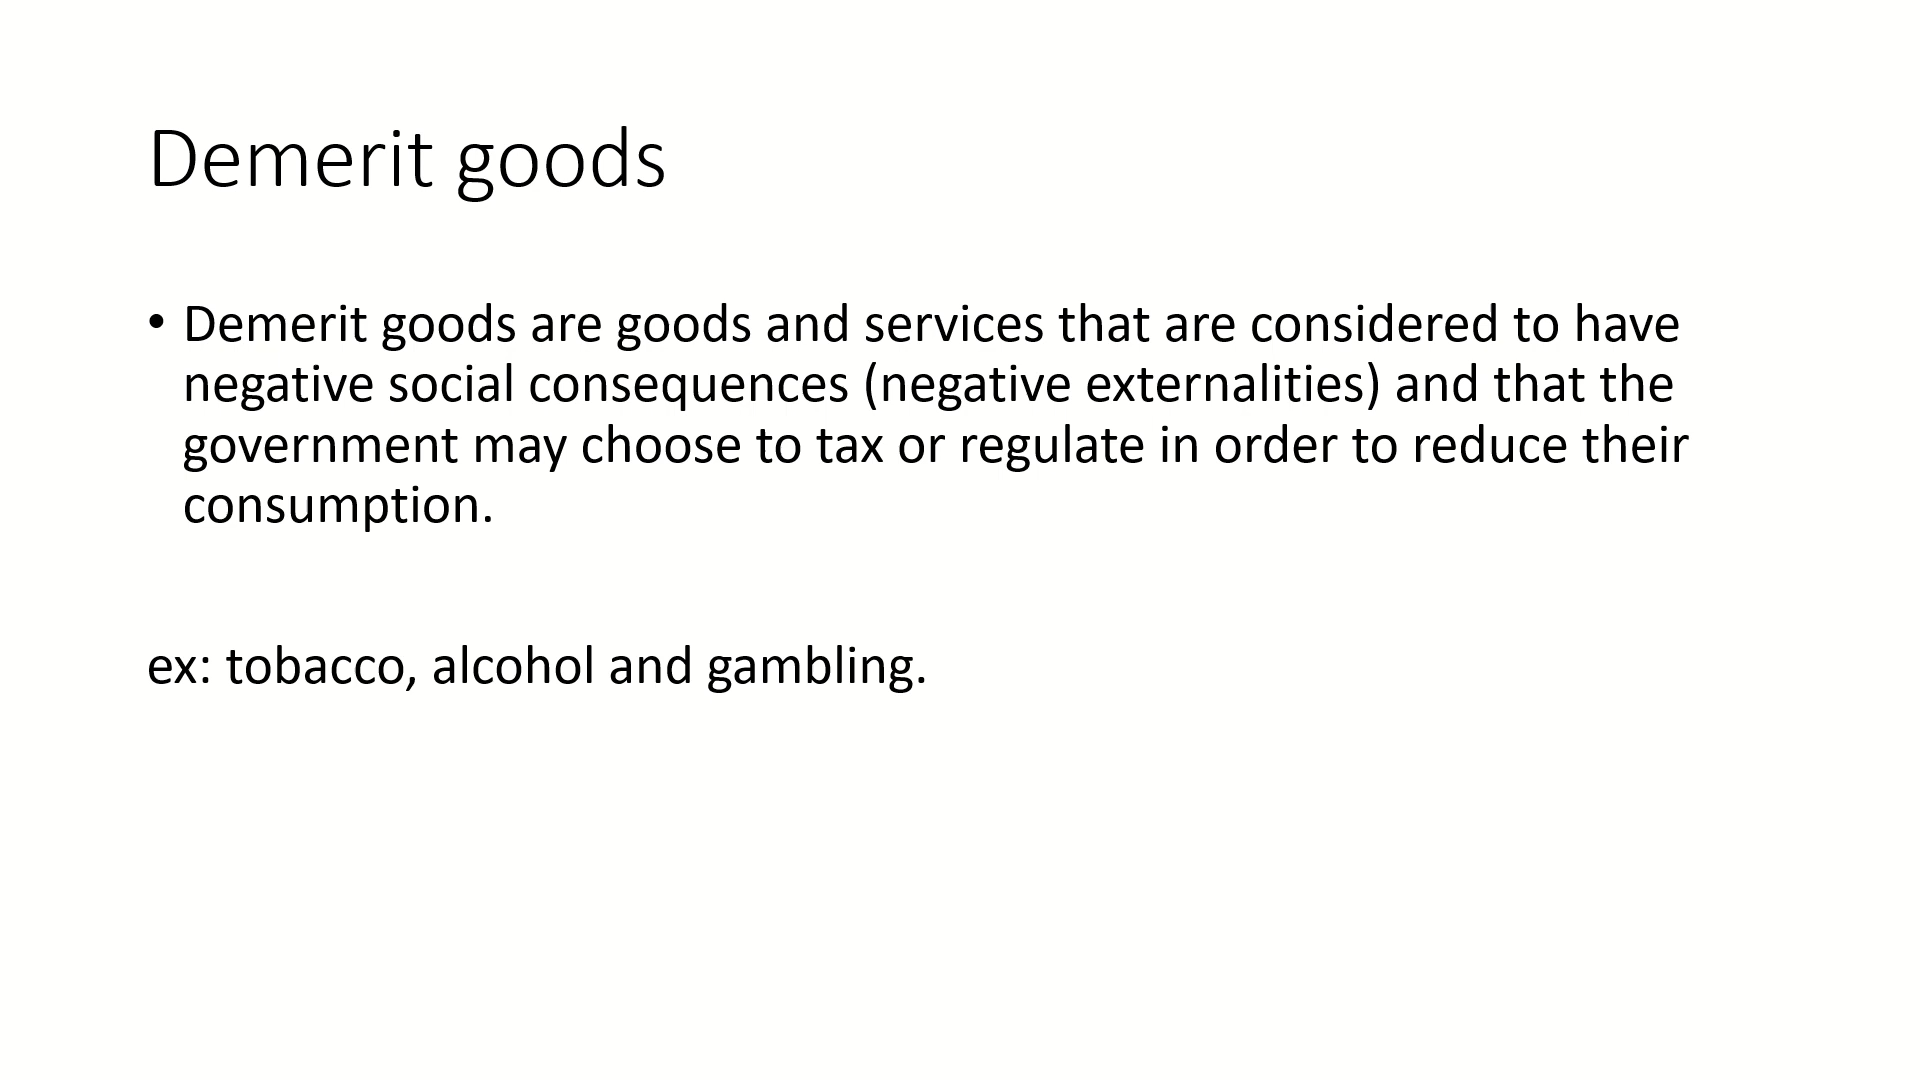 Demerit goods
• Demerit goods are goods and services that are considered to have
negative social consequences (negative externalities) and that the
government may choose to tax or regulate in order to reduce their
consumption.
ex: tobacco, alcohol and gambling.